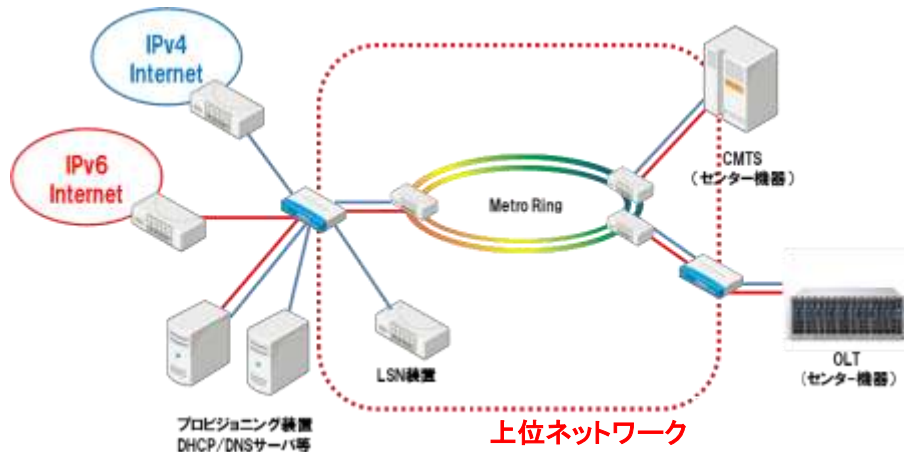 IPv4
Internet
IPv6
Internet
Metro Ring
CMTS
(センター機器)
OLT
(センター機器)
LSN装置
プロビジョニング装置
DHCP/DNSサーバ等
上位ネットワーク